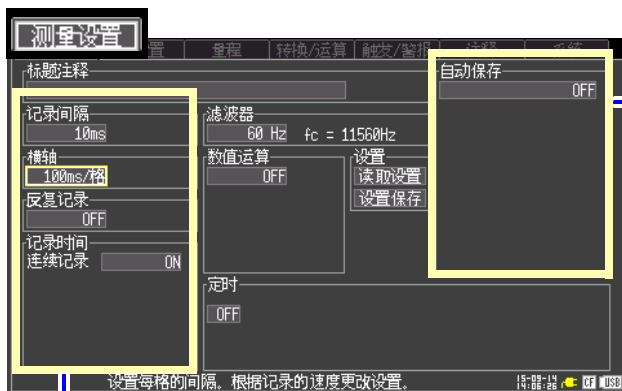 测量设置
置 量程 转换/运算 触发/警报 注释 系统
标题注释
自动保存
OFF
记录间隔
10ms
滤波器
60 Hz fc = 11560Hz
横轴
100ms/格
数值运算
OFF
设置
读取设置
设置保存
反复记录
OFF
记录时间
连续记录 ON
定时
OFF
设置每格的间隔。根据记录的速度更改设置。
CF USB